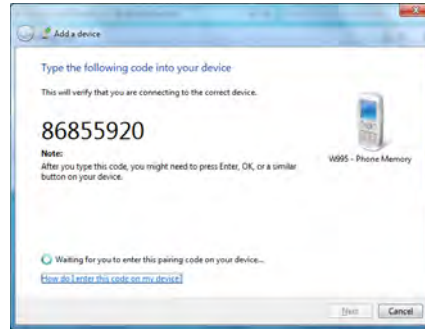 Add a device
Type the following code into your device
This will verify that you are connecting to the correct device.
86855920
Note:
After you type this code, you might need to press Enter, OK, or a similar
button on your device.
W995 - Phone Memory
Waiting for you to enter this pairing code on your device...
How do I enter this code on my device?
Next
Cancel